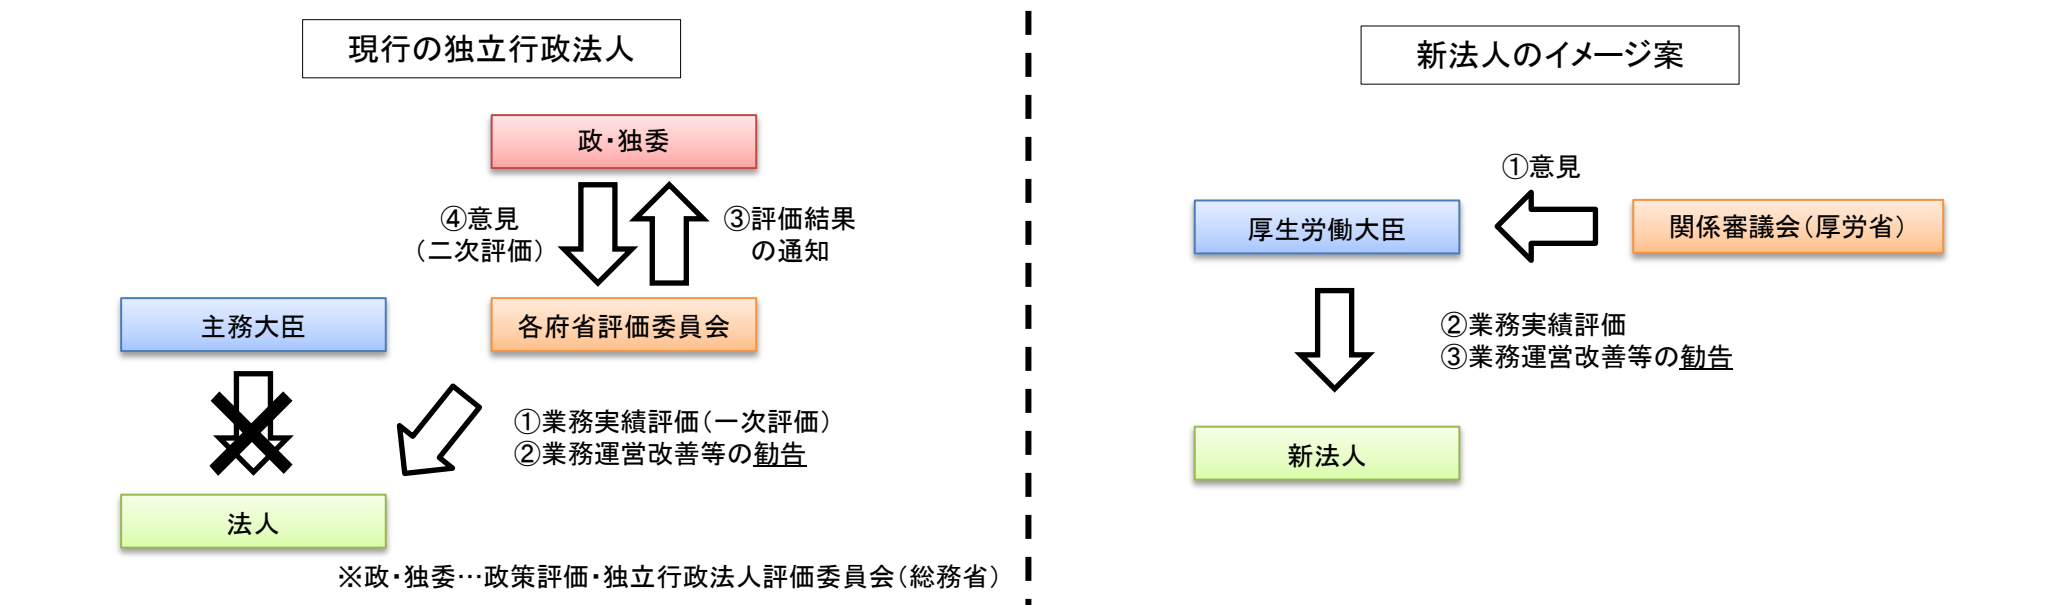 現行の独立行政法人
政・独委
④意見
（二次評価）
③評価結果
の通知
主務大臣
各府省評価委員会
①業務実績評価（一次評価）
②業務運営改善等の勧告
法人
※政・独委…政策評価・独立行政法人評価委員会（総務省）
新法人のイメージ案
①意見
厚生労働大臣
関係審議会（厚労省）
②業務実績評価
③業務運営改善等の勧告
新法人